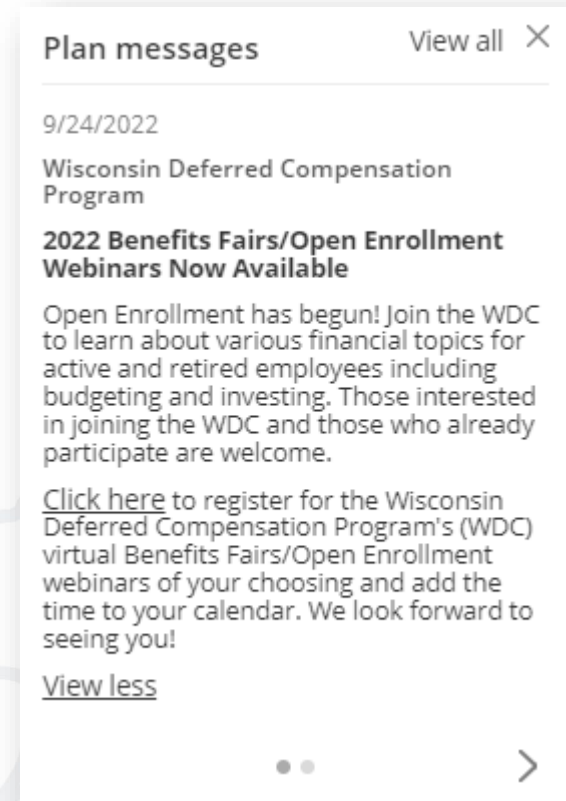 Plan messages
View all
9/24/2022
Wisconsin Deferred Compensation
Program
2022 Benefits Fairs/Open Enrollment
Webinars Now Available
Open Enrollment has begun! Join the WDC
to learn about various financial topics for
active and retired employees including
budgeting and investing. Those interested
in joining the WDC and those who already
participate are welcome.
Click here to register for the Wisconsin
Deferred Compensation Program's (WDC)
virtual Benefits Fairs/Open Enrollment
webinars of your choosing and add the
time to your calendar. We look forward to
seeing you!
View less